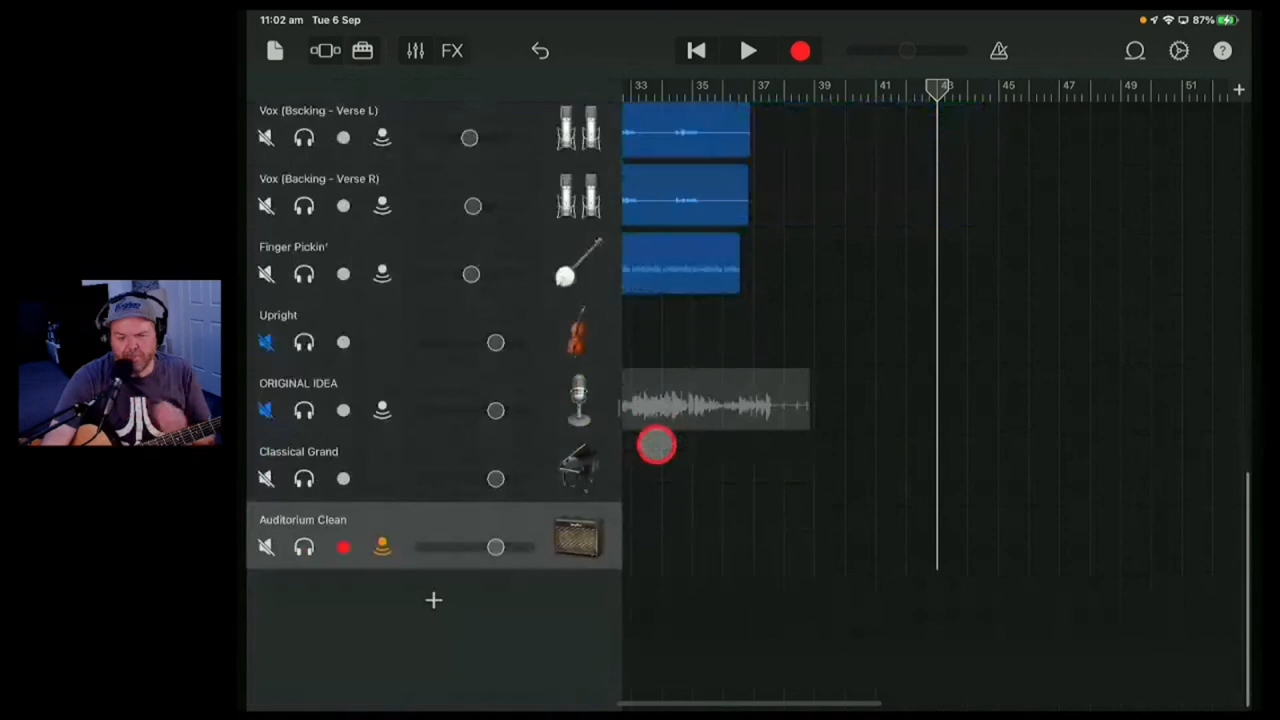 11:02 am Tue 6 Sep
87%
FX
33 35 37 39 41 43 45 47 49 51
Vox (Bscking - Verse L)
Vox (Backing - Verse R)
Finger Pickin'
Upright
ORIGINAL IDEA
Classical Grand
Auditorium Clean